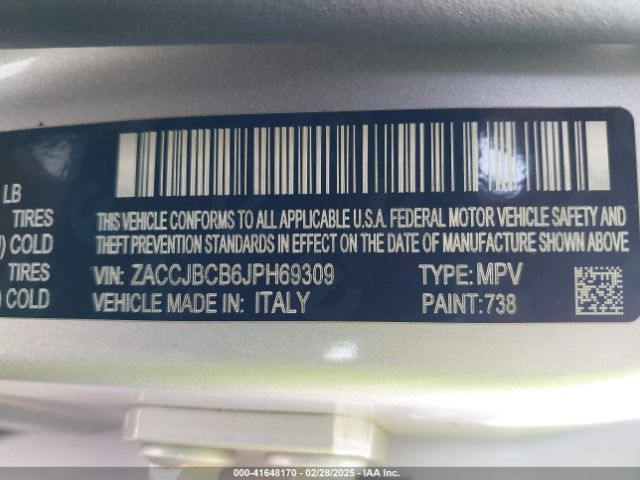 LB
TIRES
COLD
TIRES
COLD
THIS VEHICLE CONFORMS TO ALL APPLICABLE U.S.A. FEDERAL MOTOR VEHICLE SAFETY AND
THEFT PREVENTION STANDARDS IN EFFECT ON THE DATE OF MANUFACTURE SHOWN ABOVE
VIN: ZACCJBCB6JPH69309 TYPE: MPV
VEHICLE MADE IN: ITALY PAINT:738
000-41648170 | 02/28/2025 - IAA Inc.